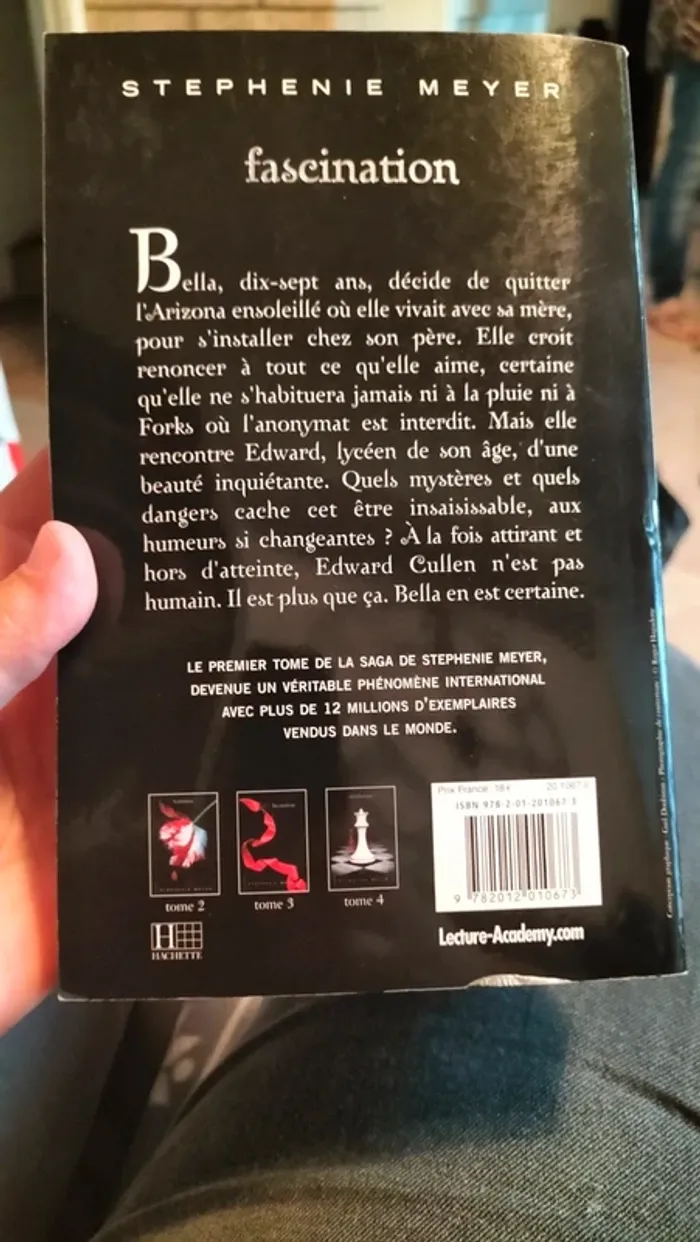 STEPHENIE MEYER
fascination
Bella, dix-sept ans, décide de quitter
l'Arizona ensoleillé où elle vivait avec sa mère,
pour s'installer chez son père. Elle croit
renoncer à tout ce qu'elle aime, certaine
qu'elle ne s'habituera jamais ni à la pluie ni à
Forks où l'anonymat est interdit. Mais elle
rencontre Edward, lycéen de son âge, d'une
beauté inquiétante. Quels mystères et quels
dangers cache cet être insaisissable, aux
humeurs si changeantes ? À la fois attirant et
hors d'atteinte, Edward Cullen n'est pas
humain. Il est plus que ça. Bella en est certaine.
LE PREMIER TOME DE LA SAGA DE STEPHENIE MEYER,
DEVENUE UN VÉRITABLE PHÉNOMÈNE INTERNATIONAL
AVEC PLUS DE 12 MILLIONS D'EXEMPLAIRES
VENDUS DANS LE MONDE.
tome 2
tome 3
tome 4
H
HACHETTE
Prix France : 18€
ISBN 978-2-01-201067 3
9 782012 010673
Lecture-Academy.com
Conception graphique :